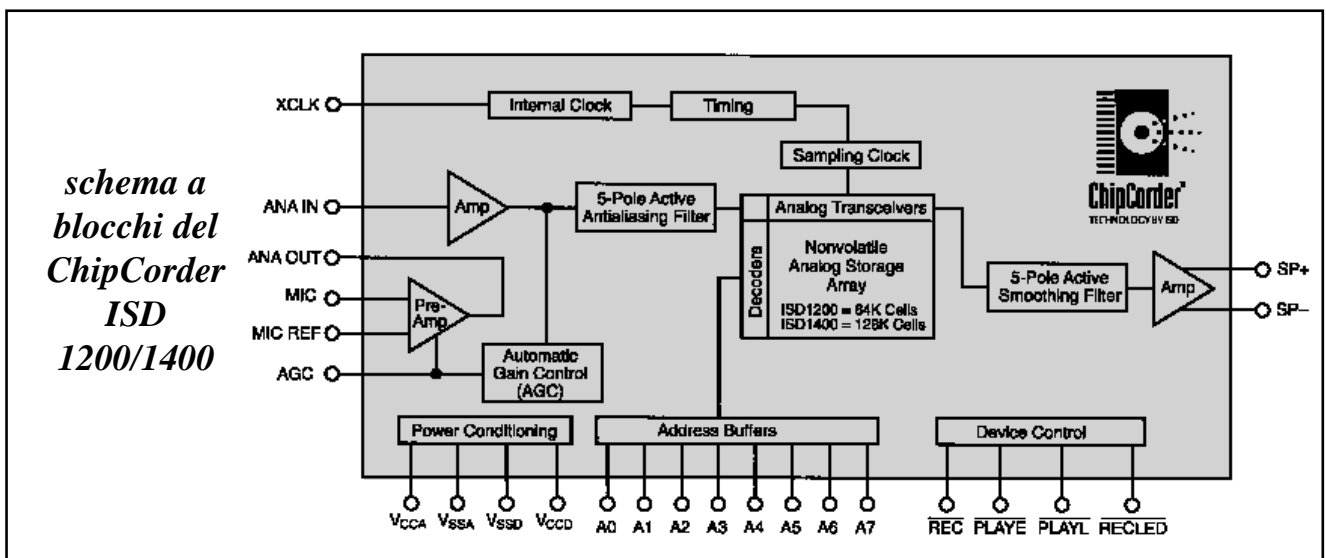 schema a
blocchi del
ChipCorder
ISD
1200/1400
XCLK
Internal Clock
Timing
Sampling Clock
ChipCorder™
TECHNOLOGY BY ISD
ANA IN
Amp
5-Pole Active
Antialiasing Filter
Analog Transceivers
Decoders
Nonvolatile
Analog Storage
Array
ISD1200 = 64K Cells
ISD1400 = 128K Cells
ANA OUT
MIC
MIC REF
Pre-
Amp
AGC
Automatic
Gain Control
(AGC)
5-Pole Active
Smoothing Filter
Amp
SP+
SP–
Power Conditioning
Address Buffers
Device Control
VCCA VSSA VSSD VCCD A0 A1 A2 A3 A4 A5 A6 A7 REC PLAYE PLAYL RECLED